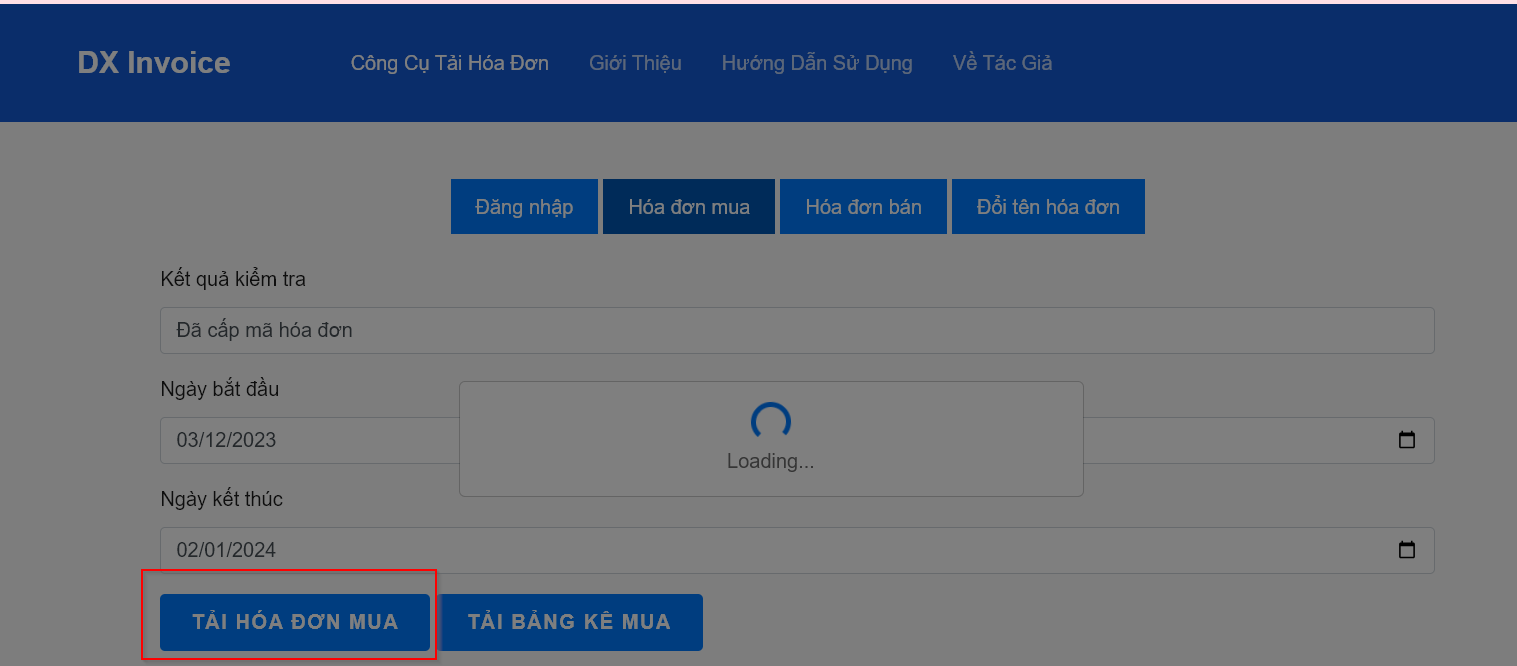 DX Invoice Công Cụ Tải Hóa Đơn Giới Thiệu Hướng Dẫn Sử Dụng Về Tác Giả
Đăng nhập Hóa đơn mua Hóa đơn bán Đổi tên hóa đơn
Kết quả kiểm tra
Đã cấp mã hóa đơn
Ngày bắt đầu
03/12/2023
Loading...
Ngày kết thúc
02/01/2024
TẢI HÓA ĐƠN MUA TẢI BẢNG KÊ MUA